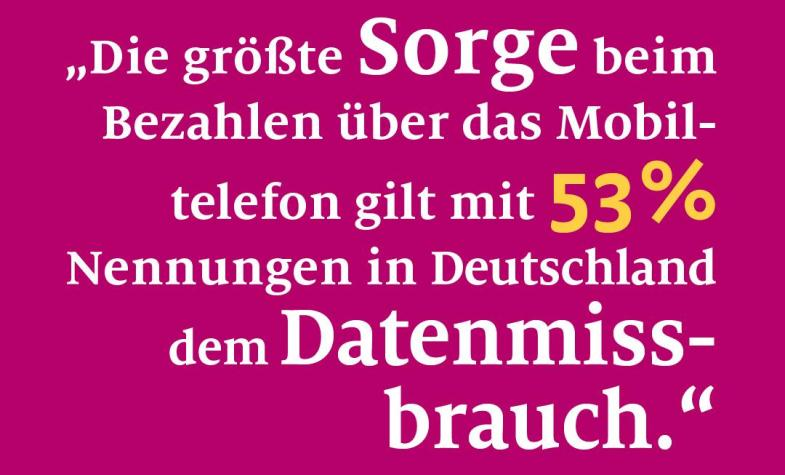 „Die größte Sorge beim
Bezahlen über das Mobil-
telefon gilt mit 53%
Nennungen in Deutschland
dem Datenmiss-
brauch.“